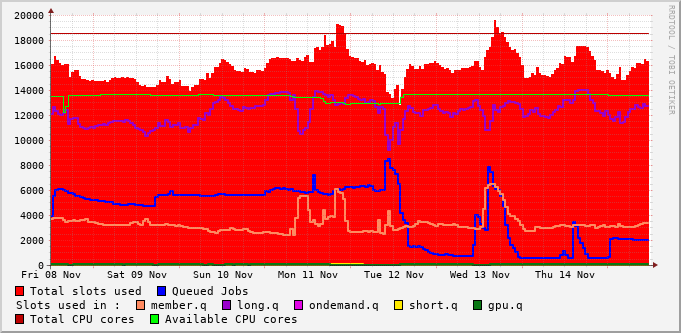 20000
18000
16000
14000
12000
10000
8000
6000
4000
2000
0
Fri 08 Nov Sat 09 Nov Sun 10 Nov Mon 11 Nov Tue 12 Nov Wed 13 Nov Thu 14 Nov
Total slots used Queued Jobs
Slots used in : member.q long.q ondemand.q short.q gpu.q
Total CPU cores Available CPU cores
RRDTOOL / TOBI OETIKER